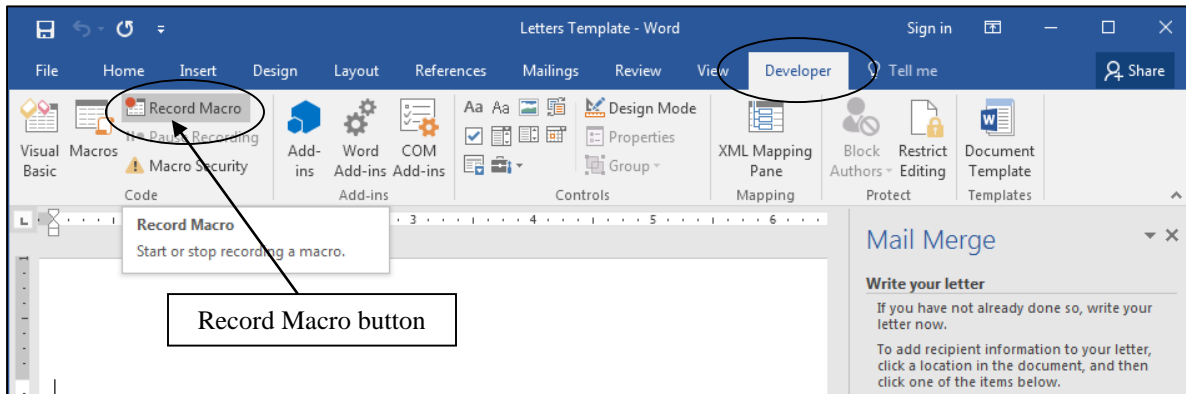 Letters Template - Word
Sign in
File Home Insert Design Layout References Mailings Review View Developer Tell me Share
Visual Basic
Macros
Record Macro
Pause Recording
Macro Security
Code
Add-
ins
Word
Add-ins
COM
Add-ins
Add-ins
Aa Aa
Design Mode
Properties
Group
Controls
XML Mapping
Pane
Mapping
Block
Authors
Restrict
Editing
Protect
Document
Template
Templates
3 4 5 6
Record Macro
Start or stop recording a macro.
Record Macro button
Mail Merge
Write your letter
If you have not already done so, write your
letter now.
To add recipient information to your letter,
click a location in the document, and then
click one of the items below.